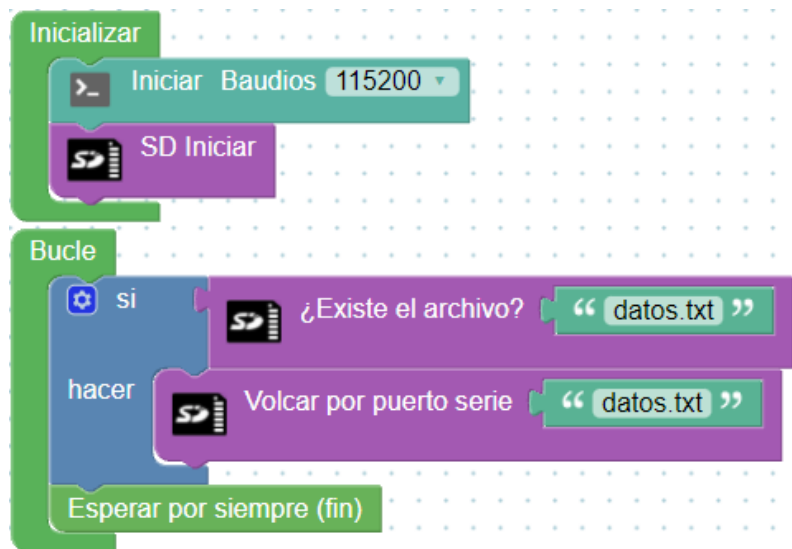 Inicializar
Iniciar Baudios 115200
SD Iniciar
Bucle
si ¿Existe el archivo? “ datos.txt ”
hacer Volcar por puerto serie “ datos.txt ”
Esperar por siempre (fin)